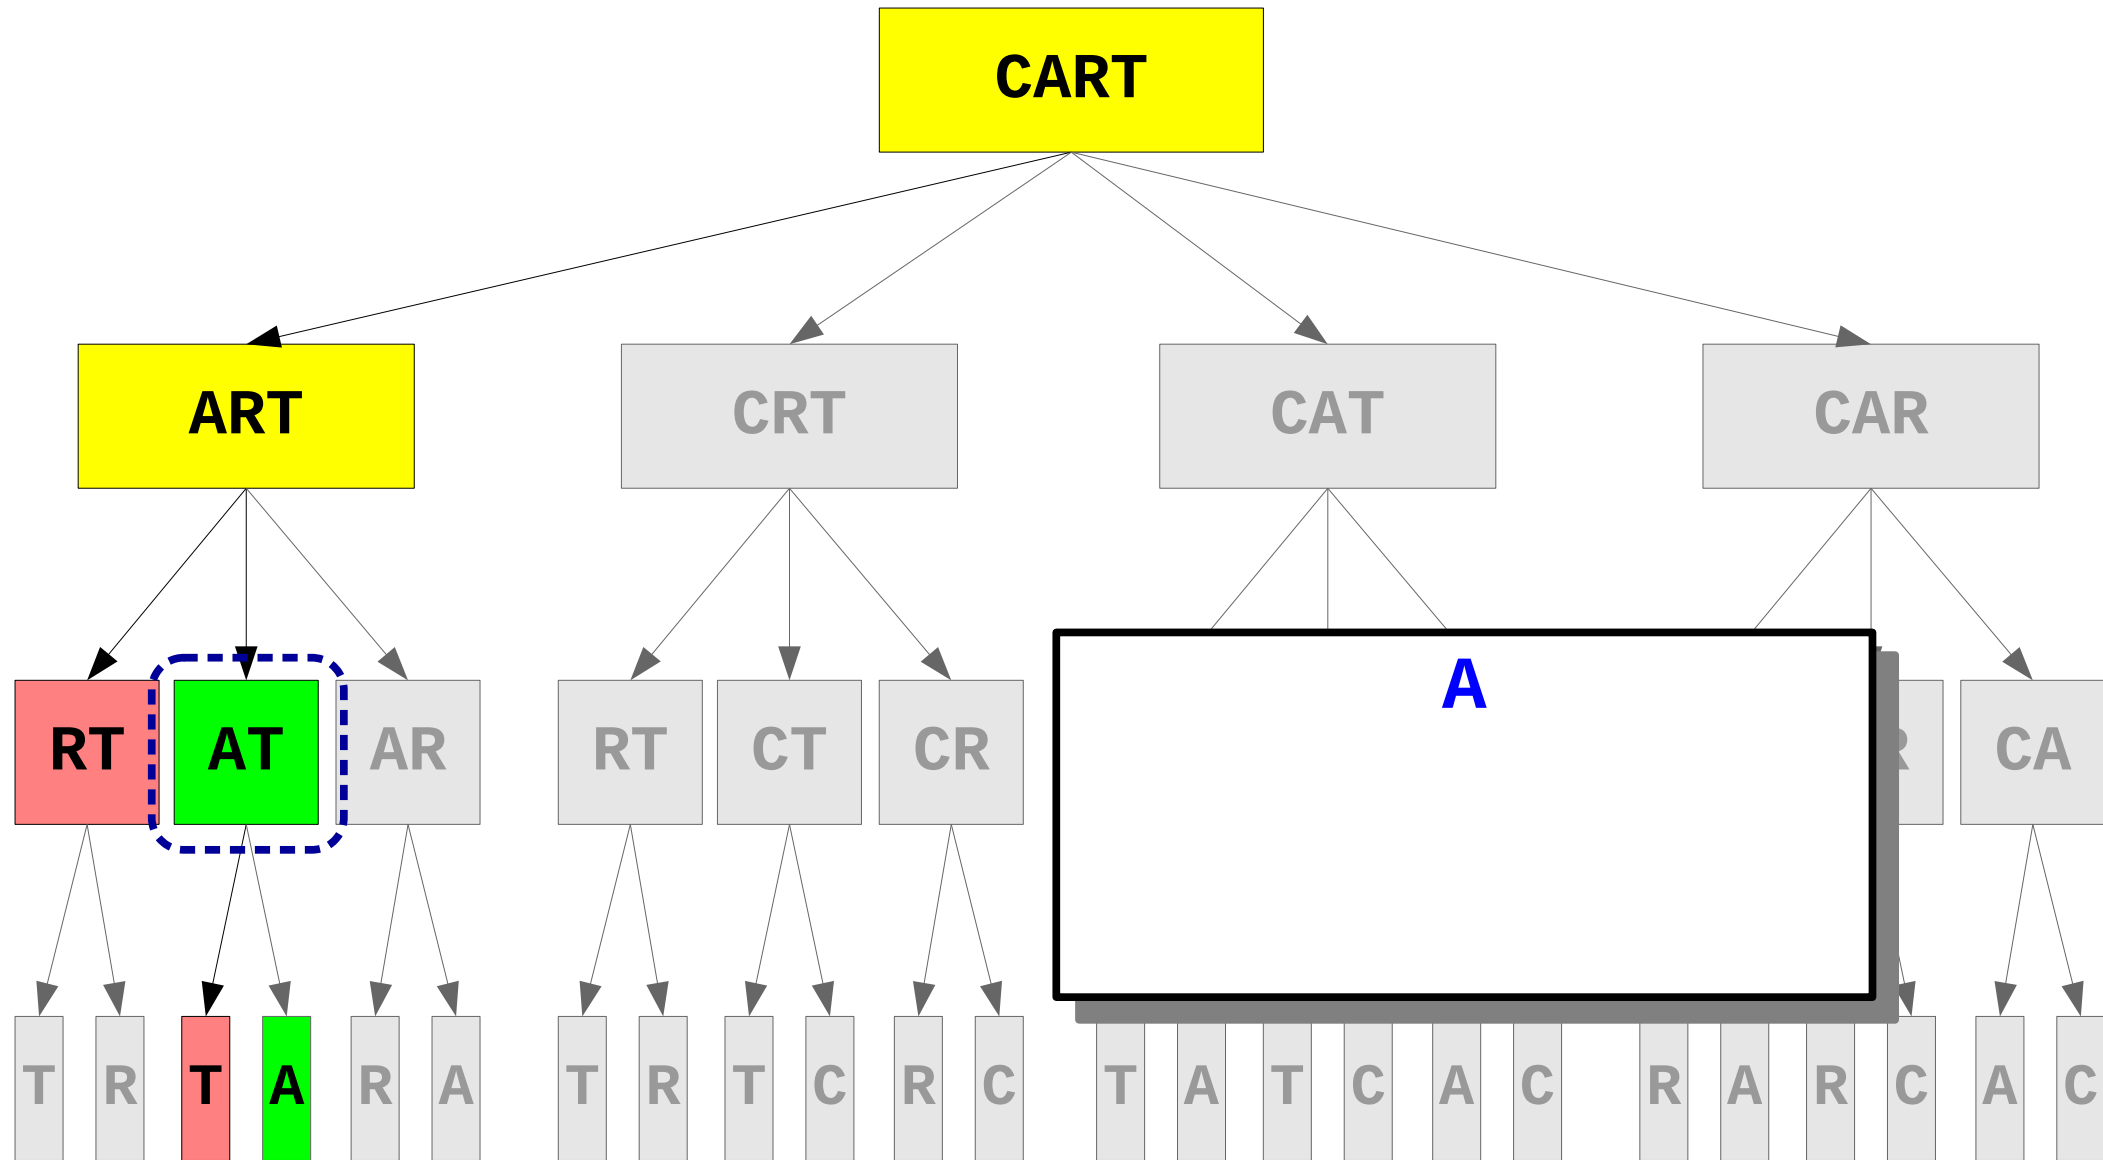 CART
ART CRT CAT CAR
A
RT AT AR RT CT CR CA
T R T A R A T R T C R C T A T C A C R A R C A C